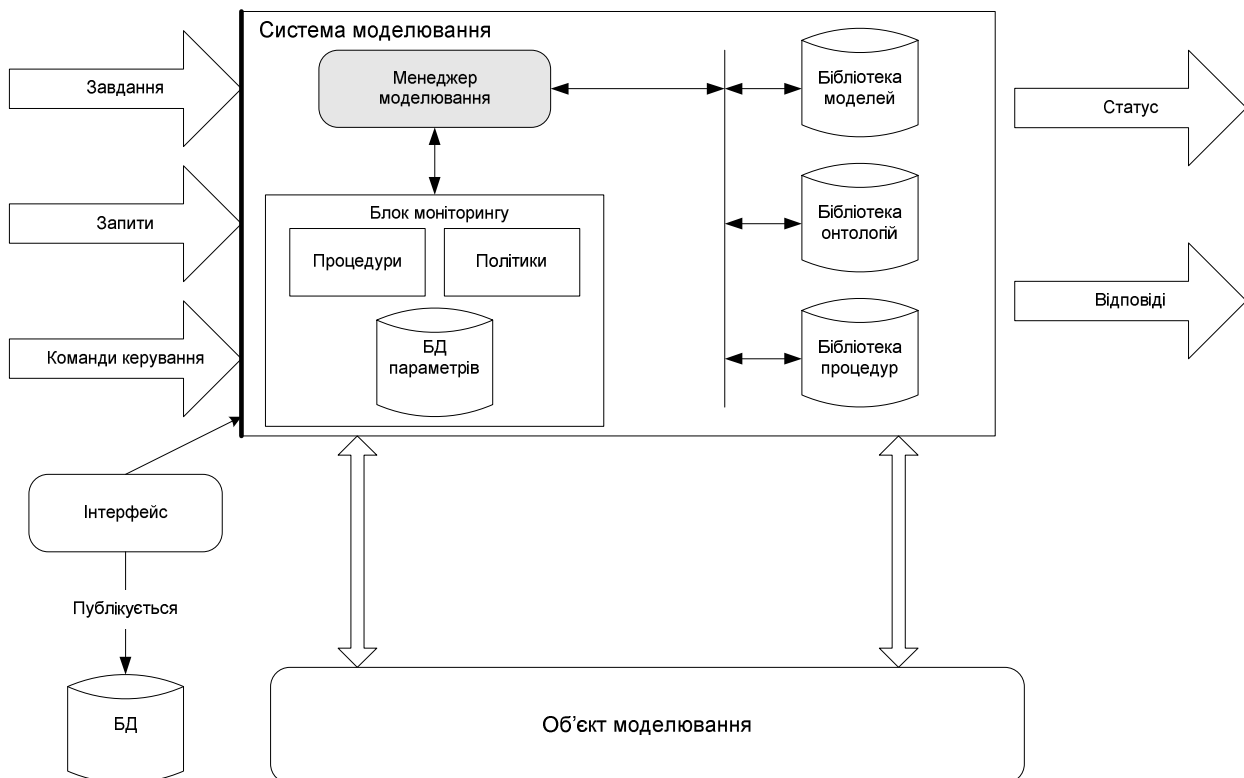 Система моделювання
Завдання
Менеджер
моделювання
Бібліотека
моделей
Статус
Запити
Блок моніторингу
Процедури
Політики
Бібліотека
онтологій
Відповіді
Команди керування
БД
параметрів
Бібліотека
процедур
Інтерфейс
Публікується
БД
Об’єкт моделювання